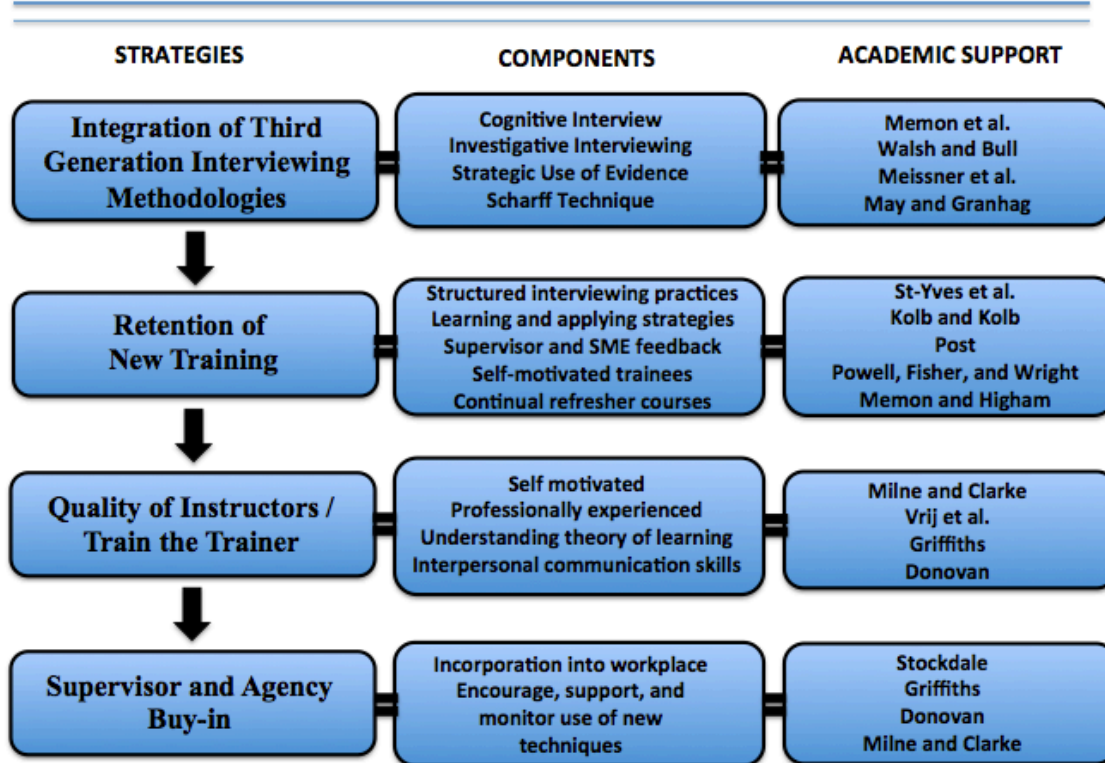 STRATEGIES
COMPONENTS
ACADEMIC SUPPORT
Integration of Third
Generation Interviewing
Methodologies
Cognitive Interview
Investigative Interviewing
Strategic Use of Evidence
Scharff Technique
Memon et al.
Walsh and Bull
Meissner et al.
May and Granhag
Retention of
New Training
Structured interviewing practices
Learning and applying strategies
Supervisor and SME feedback
Self-motivated trainees
Continual refresher courses
St-Yves et al.
Kolb and Kolb
Post
Powell, Fisher, and Wright
Memon and Higham
Quality of Instructors /
Train the Trainer
Self motivated
Professionally experienced
Understanding theory of learning
Interpersonal communication skills
Milne and Clarke
Vrij et al.
Griffiths
Donovan
Supervisor and Agency
Buy-in
Incorporation into workplace
Encourage, support, and
monitor use of new
techniques
Stockdale
Griffiths
Donovan
Milne and Clarke